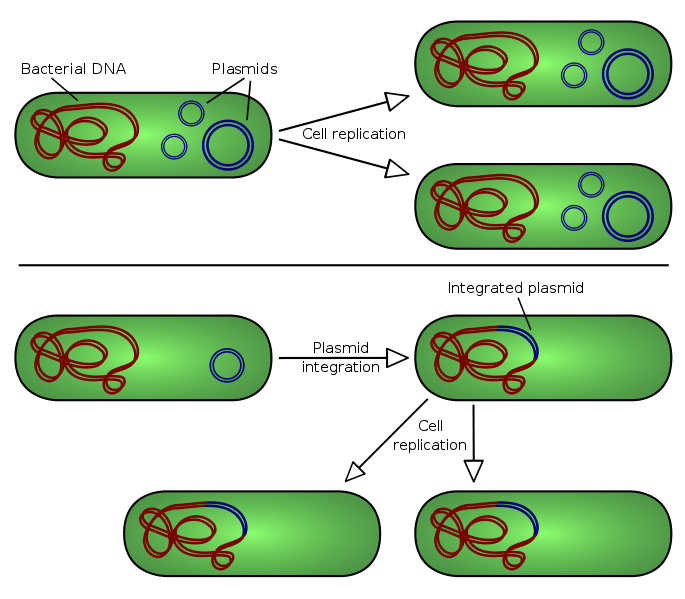 Bacterial DNA
Plasmids
Cell replication
Integrated plasmid
Plasmid
integration
Cell
replication